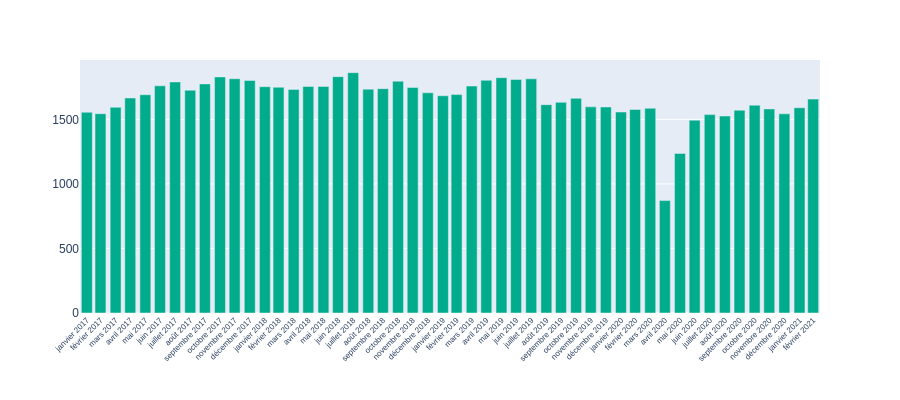 1500
1000
500
0
janvier 2017
février 2017
mars 2017
avril 2017
mai 2017
juin 2017
juillet 2017
août 2017
septembre 2017
octobre 2017
novembre 2017
décembre 2017
janvier 2018
février 2018
mars 2018
avril 2018
mai 2018
juin 2018
juillet 2018
août 2018
septembre 2018
octobre 2018
novembre 2018
décembre 2018
janvier 2019
février 2019
mars 2019
avril 2019
mai 2019
juin 2019
juillet 2019
août 2019
septembre 2019
octobre 2019
novembre 2019
décembre 2019
janvier 2020
février 2020
mars 2020
avril 2020
mai 2020
juin 2020
juillet 2020
août 2020
septembre 2020
octobre 2020
novembre 2020
décembre 2020
janvier 2021
février 2021